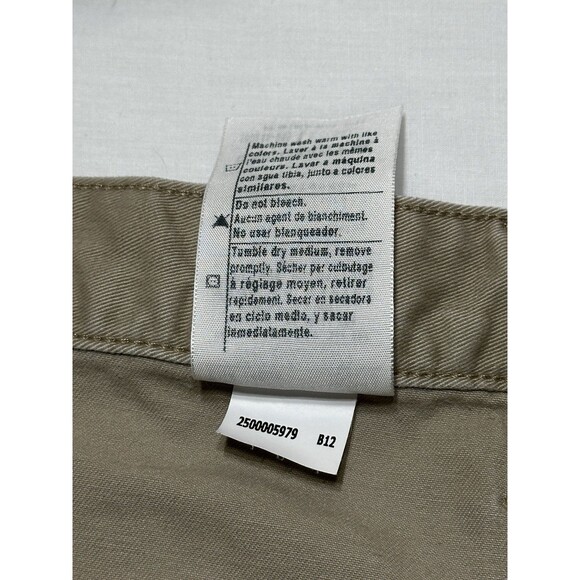 Machine wash warm with like
colors. Laver à la machine à
l'eau chaude avec les mêmes
couleurs. Lavar a máquina
con agua tibia, junto a colores
similares.
Do not bleach.
Aucun agent de blanchiment.
No usar blanqueador.
Tumble dry medium, remove
promptly. Sécher par culbutage
à réglage moyen, retirer
rapidement. Secar en secadora
en ciclo medio, y sacar
inmediatamente.
2500005979 B12